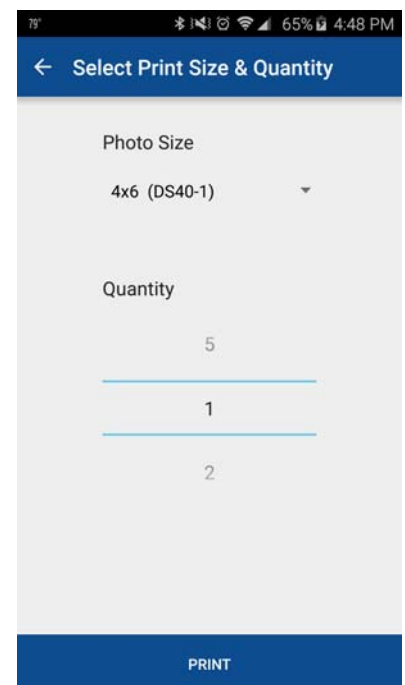 79° 65% 4:48 PM
Select Print Size & Quantity
Photo Size
4x6 (DS40-1)
Quantity
5
1
2
PRINT